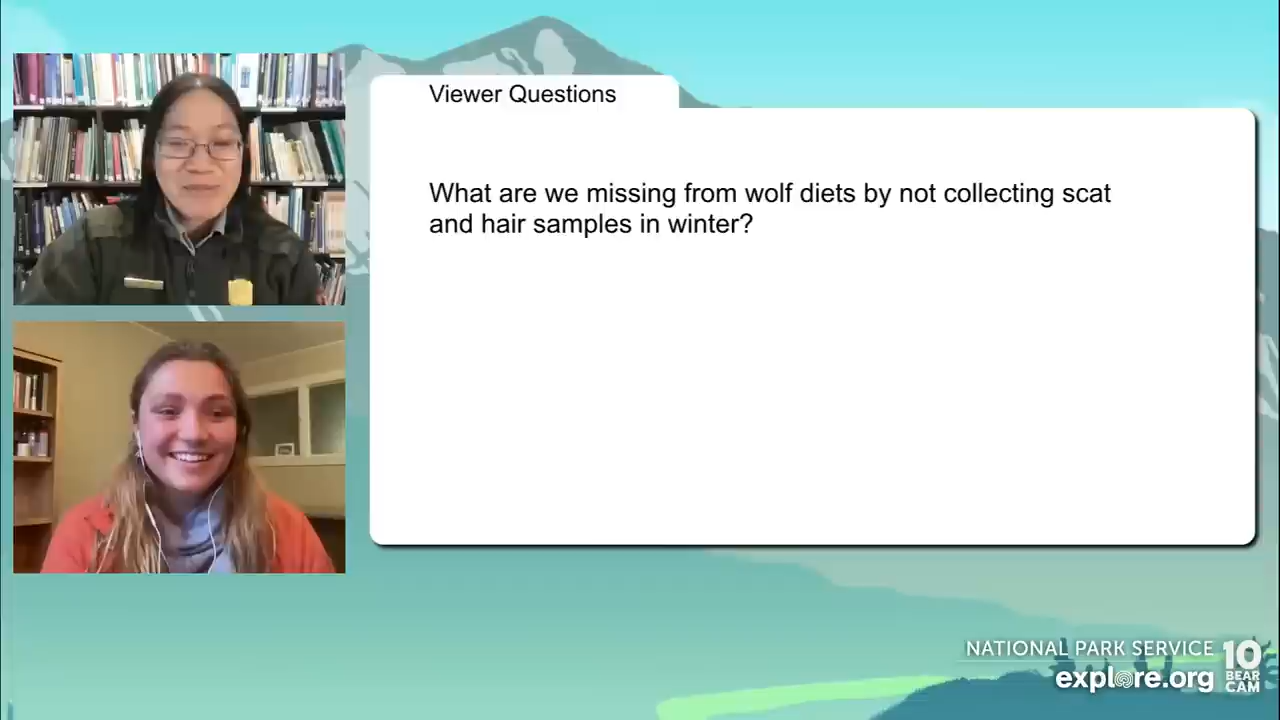 Viewer Questions
What are we missing from wolf diets by not collecting scat
and hair samples in winter?
NATIONAL PARK SERVICE
explore.org
10
BEAR
CAM